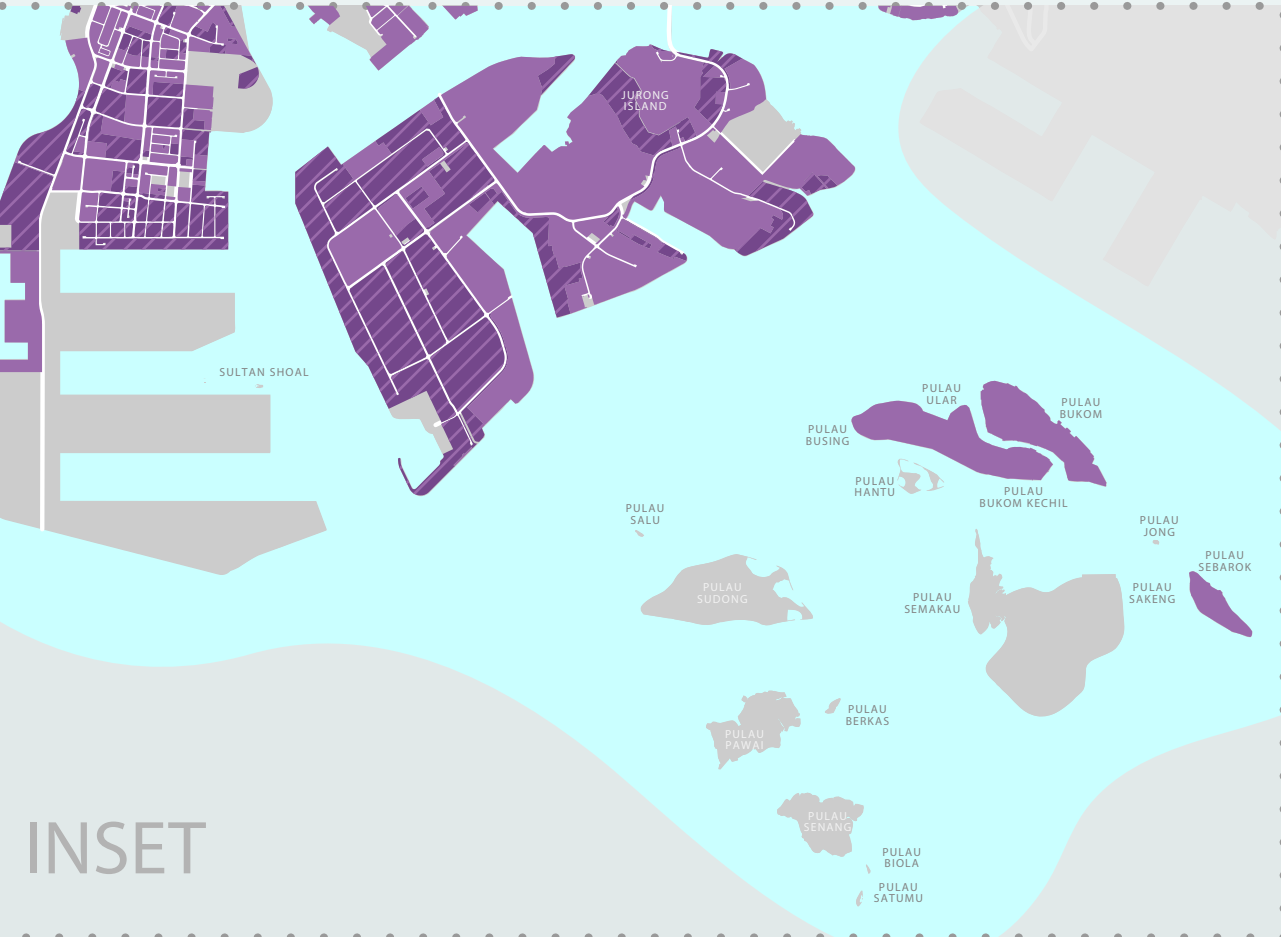 JURONG
ISLAND
SULTAN SHOAL
PULAU
ULAR
PULAU
BUKOM
PULAU
BUSING
PULAU
HANTU
PULAU
BUKOM KECHIL
PULAU
SALU
PULAU
JONG
PULAU
SEBAROK
PULAU
SUDONG
PULAU
SEMAKAU
PULAU
SAKENG
PULAU
BERKAS
PULAU
PAWAI
PULAU
SENANG
INSET
PULAU
BIOLA
PULAU
SATUMU